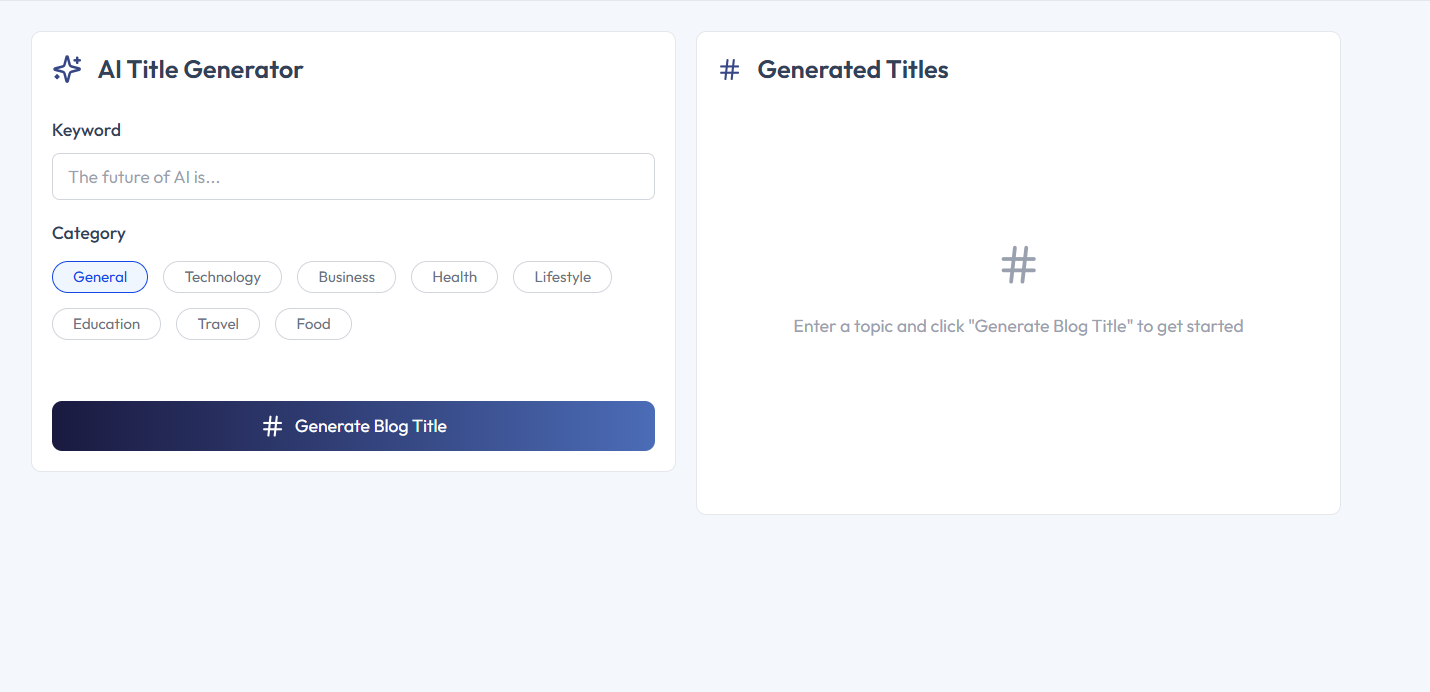 AI Title Generator
Keyword
The future of AI is...
Category
General Technology Business Health Lifestyle
Education Travel Food
# Generate Blog Title
# Generated Titles
#
Enter a topic and click "Generate Blog Title" to get started